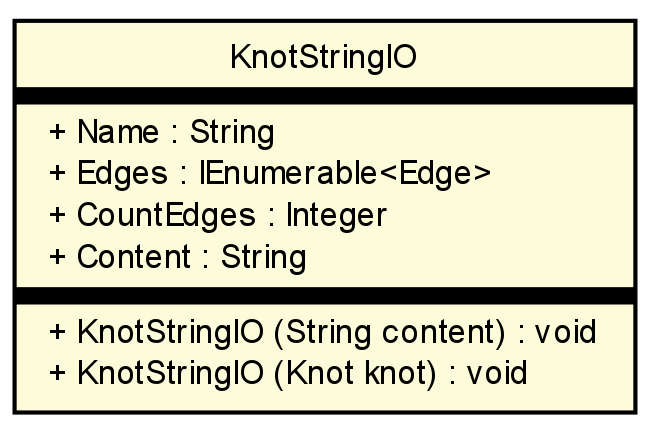 KnotStringIO
+ Name : String
+ Edges : IEnumerable<Edge>
+ CountEdges : Integer
+ Content : String
+ KnotStringIO (String content) : void
+ KnotStringIO (Knot knot) : void